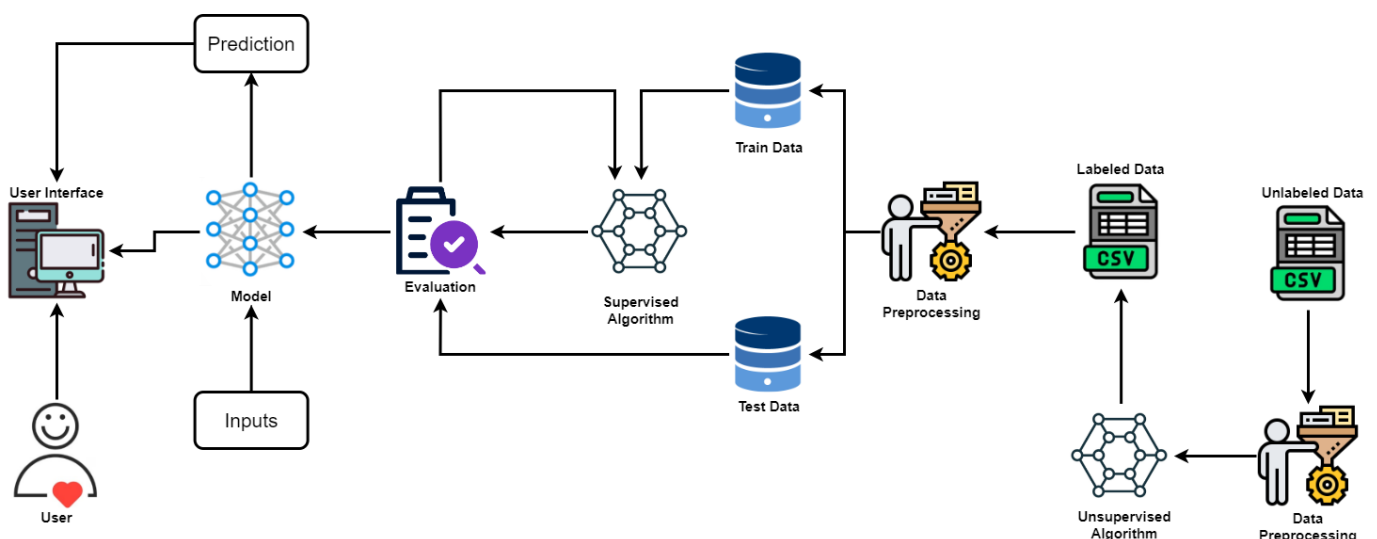 Prediction
User Interface
Model
Inputs
User
Evaluation
Supervised
Algorithm
Train Data
Test Data
Data
Preprocessing
Labeled Data
CSV
Unlabeled Data
CSV
Unsupervised
Algorithm
Data
Preprocessing